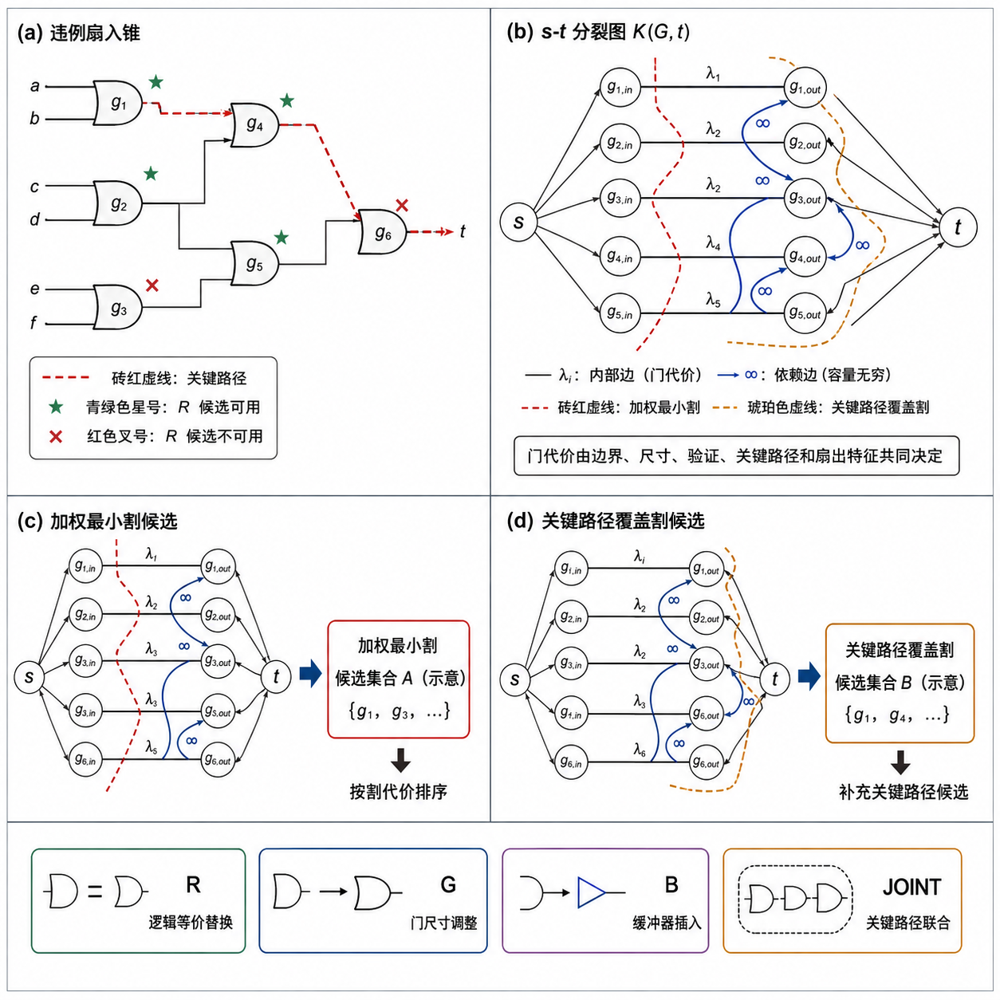 (a) 违例扇入锥
a
b
g1
g4
c
d
g2
g6
t
g5
e
f
g3
砖红虚线：关键路径
青绿色星号：R 候选可用
红色叉号：R 候选不可用
(b) s-t 分裂图 K(G, t)
g1,in
λ1
g1,out
∞
g2,in
λ2
g2,out
∞
g3,in
λ2
g3,out
s
t
∞
g4,in
λ4
g4,out
∞
g5,in
λ5
g5,out
λi：内部边（门代价）
∞：依赖边（容量无穷）
砖红虚线：加权最小割
琥珀色虚线：关键路径覆盖割
门代价由边界、尺寸、验证、关键路径和扇出特征共同决定
(c) 加权最小割候选
g1,in
λ1
g1,out
∞
g2,in
λ2
g2,out
∞
g3,in
λ3
g3,out
s
t
g3,in
λ3
∞
g6,in
λ5
g6,out
加权最小割
候选集合 A（示意）
{g1, g3, …}
按割代价排序
(d) 关键路径覆盖割候选
λi
g1,out
∞
g2,in
λ2
g2,out
∞
g3,in
λ2
g3,out
s
t
∞
λ3
g6,out
∞
g6,in
λ6
g6,out
关键路径覆盖割
候选集合 B（示意）
{g1, g4, …}
补充关键路径候选
R
逻辑等价替换
G
门尺寸调整
B
缓冲器插入
JOINT
关键路径联合